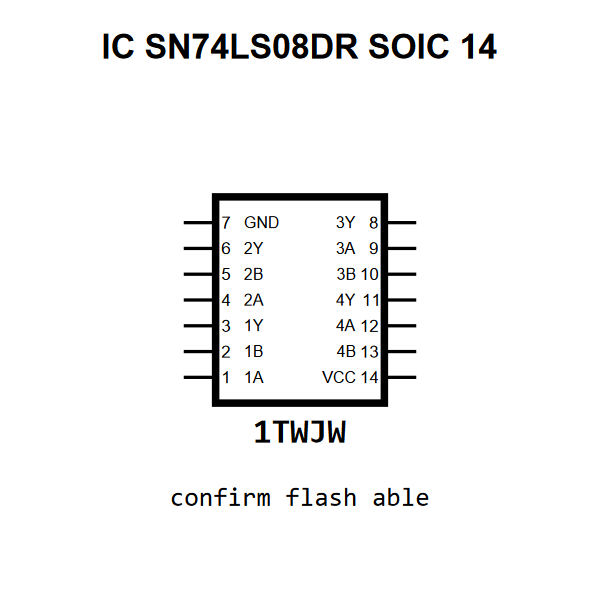 IC SN74LS08DR SOIC 14
7 GND 3Y 8
6 2Y 3A 9
5 2B 3B 10
4 2A 4Y 11
3 1Y 4A 12
2 1B 4B 13
1 1A VCC 14
1TWJW
confirm flash able